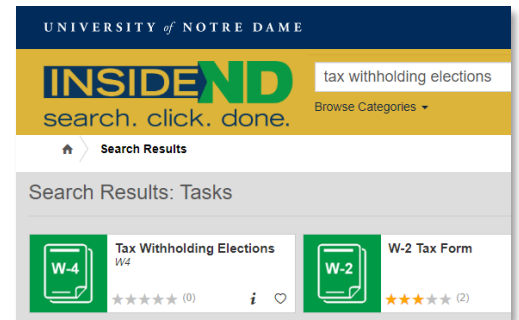 UNIVERSITY of NOTRE DAME
INSIDEND
search. click. done.
tax withholding elections
Browse Categories
Search Results
Search Results: Tasks
W-4
Tax Withholding Elections
W4
(0)
i
W-2
W-2 Tax Form
(2)